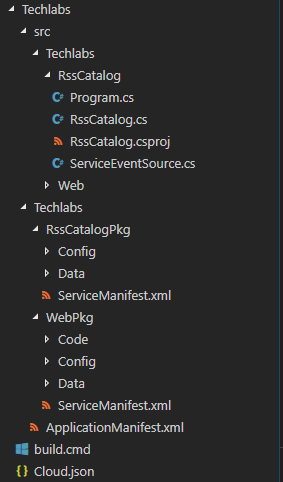 Techlabs
src
Techlabs
RssCatalog
Program.cs
RssCatalog.cs
RssCatalog.csproj
ServiceEventSource.cs
Web
Techlabs
RssCatalogPkg
Config
Data
ServiceManifest.xml
WebPkg
Code
Config
Data
ServiceManifest.xml
ApplicationManifest.xml
build.cmd
Cloud.json